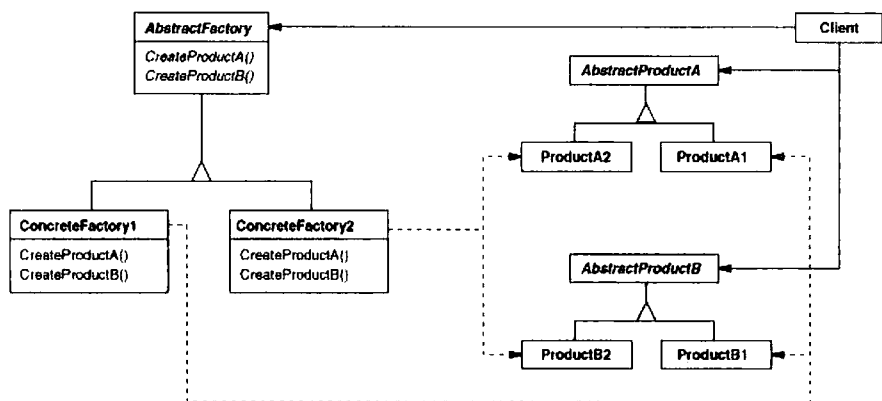 AbstractFactory
CreateProductA()
CreateProductB()
Client
AbstractProductA
ProductA2
ProductA1
ConcreteFactory1
CreateProductA()
CreateProductB()
ConcreteFactory2
CreateProductA()
CreateProductB()
AbstractProductB
ProductB2
ProductB1